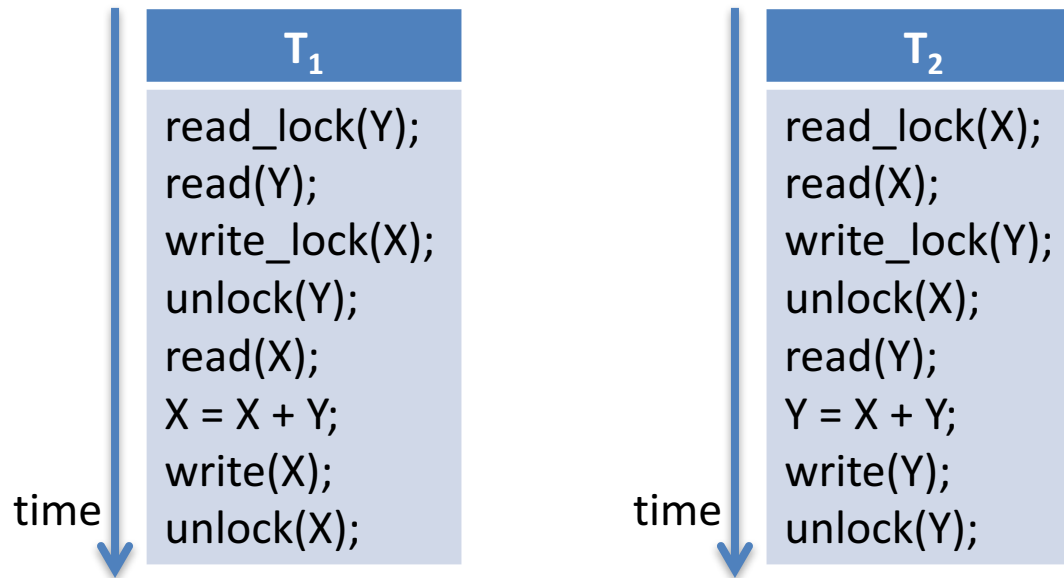 T1
read_lock(Y);
read(Y);
write_lock(X);
unlock(Y);
read(X);
X = X + Y;
write(X);
unlock(X);
time
T2
read_lock(X);
read(X);
write_lock(Y);
unlock(X);
read(Y);
Y = X + Y;
write(Y);
unlock(Y);
time